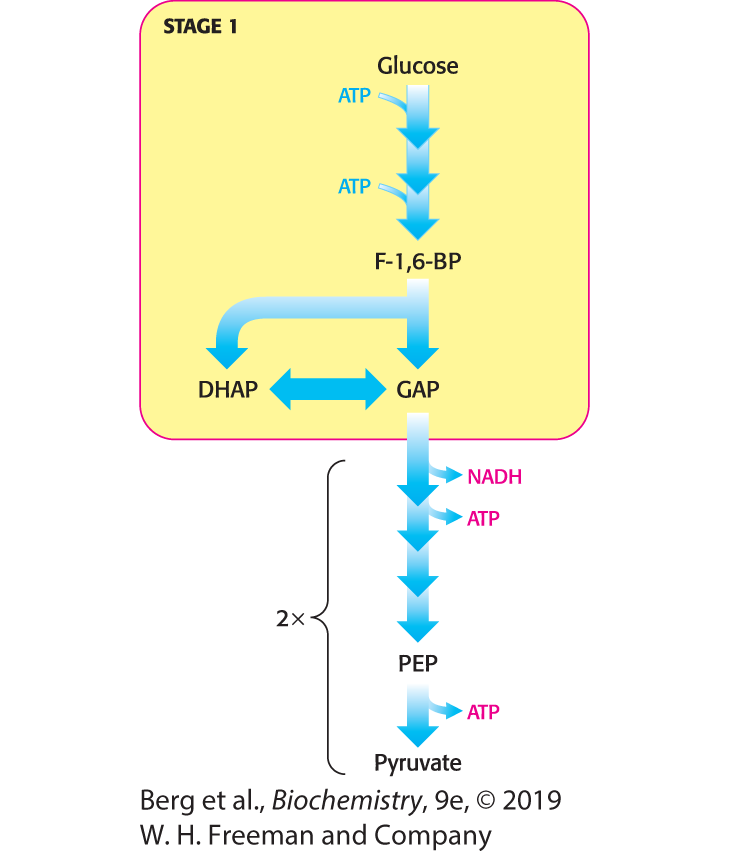 STAGE 1
Glucose
ATP
ATP
F-1,6-BP
DHAP
GAP
NADH
ATP
2×
PEP
ATP
Pyruvate
Berg et al., Biochemistry, 9e, © 2019
W. H. Freeman and Company